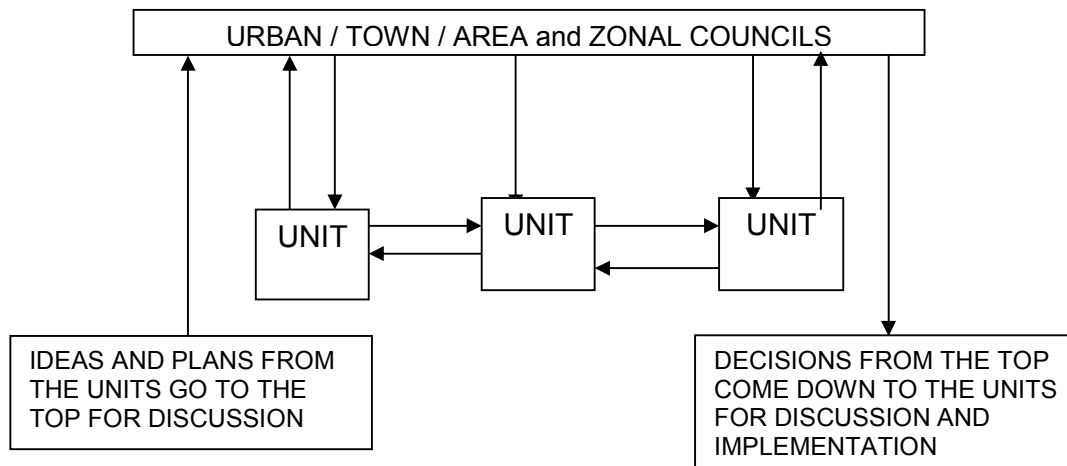 URBAN / TOWN / AREA and ZONAL COUNCILS
UNIT
UNIT
UNIT
IDEAS AND PLANS FROM
THE UNITS GO TO THE
TOP FOR DISCUSSION
DECISIONS FROM THE TOP
COME DOWN TO THE UNITS
FOR DISCUSSION AND
IMPLEMENTATION